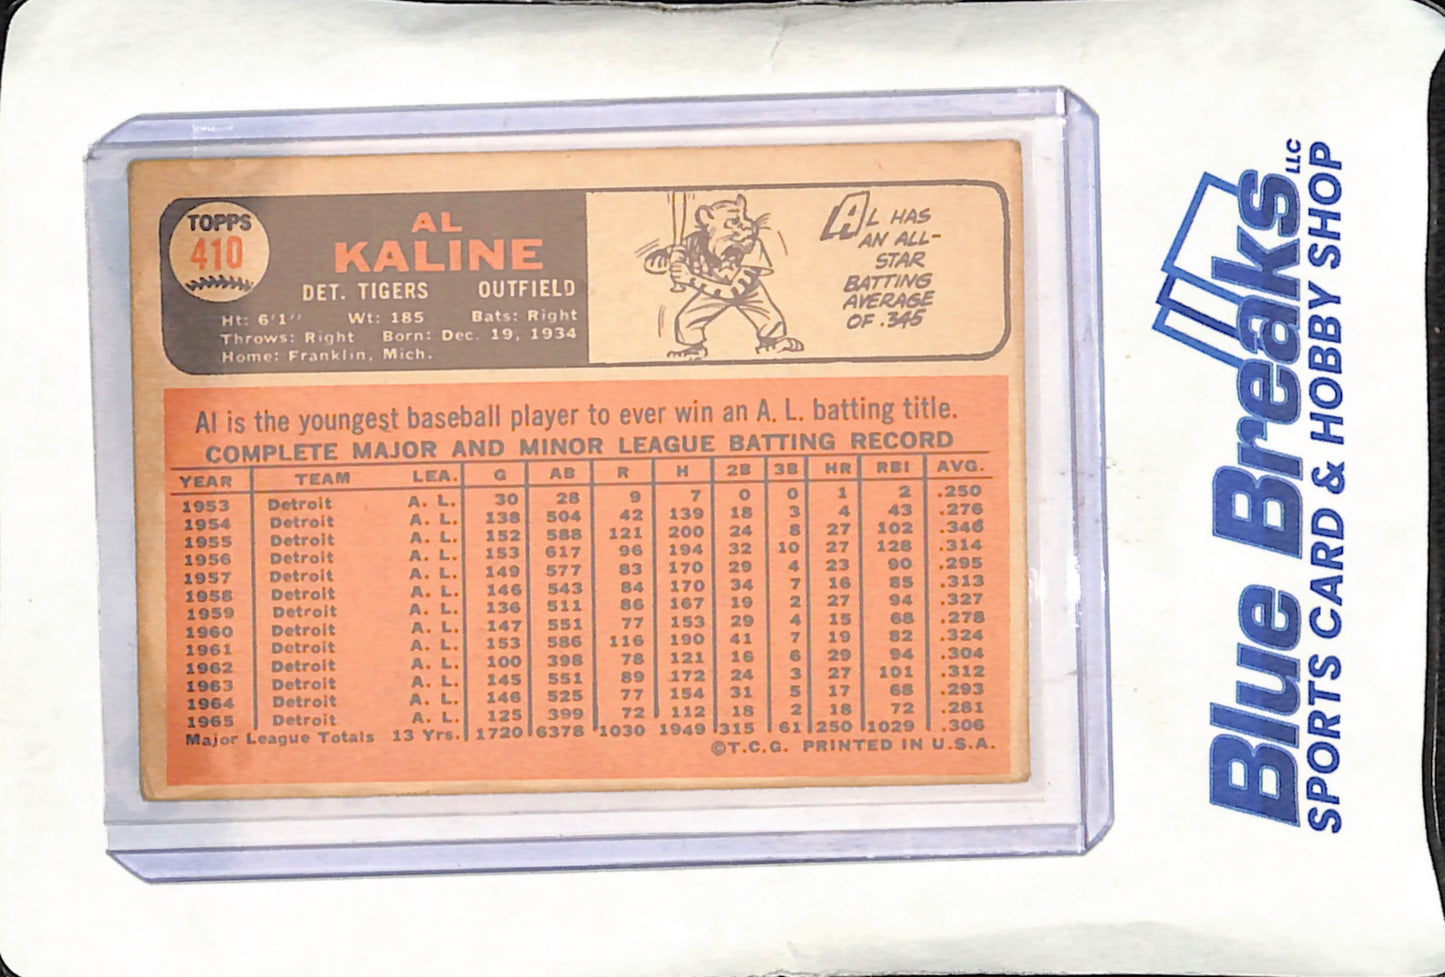 TOPPS
410
AL
KALINE
DET. TIGERS OUTFIELD
Ht: 6'1" Wt: 185 Bats: Right
Throws: Right Born: Dec. 19, 1934
Home: Franklin, Mich.
AL HAS
AN ALL-
STAR
BATTING
AVERAGE
OF .345
Al is the youngest baseball player to ever win an A. L. batting title.
COMPLETE MAJOR AND MINOR LEAGUE BATTING RECORD
YEAR TEAM LEA. G AB R H 2B 3B HR RBI AVG.
1953 Detroit A. L. 30 28 9 7 0 0 1 2 .250
1954 Detroit A. L. 138 504 42 139 18 3 4 43 .276
1955 Detroit A. L. 152 588 121 200 24 8 27 102 .340
1956 Detroit A. L. 153 617 96 194 32 10 27 128 .314
1957 Detroit A. L. 149 577 83 170 29 4 23 90 .295
1958 Detroit A. L. 146 543 84 170 34 7 16 85 .313
1959 Detroit A. L. 136 511 86 167 19 2 27 94 .327
1960 Detroit A. L. 147 551 77 153 29 4 15 68 .278
1961 Detroit A. L. 153 586 116 190 41 7 19 82 .324
1962 Detroit A. L. 100 398 78 121 16 6 29 94 .304
1963 Detroit A. L. 145 551 89 172 24 3 27 101 .312
1964 Detroit A. L. 146 525 77 154 31 5 17 68 .293
1965 Detroit A. L. 125 399 72 112 18 2 18 72 .281
Major League Totals 13 Yrs. 1720 6378 1030 1949 315 61 250 1029 .306
©T.C.G. PRINTED IN U.S.A.
Blue Breaks LLC
SPORTS CARD & HOBBY SHOP